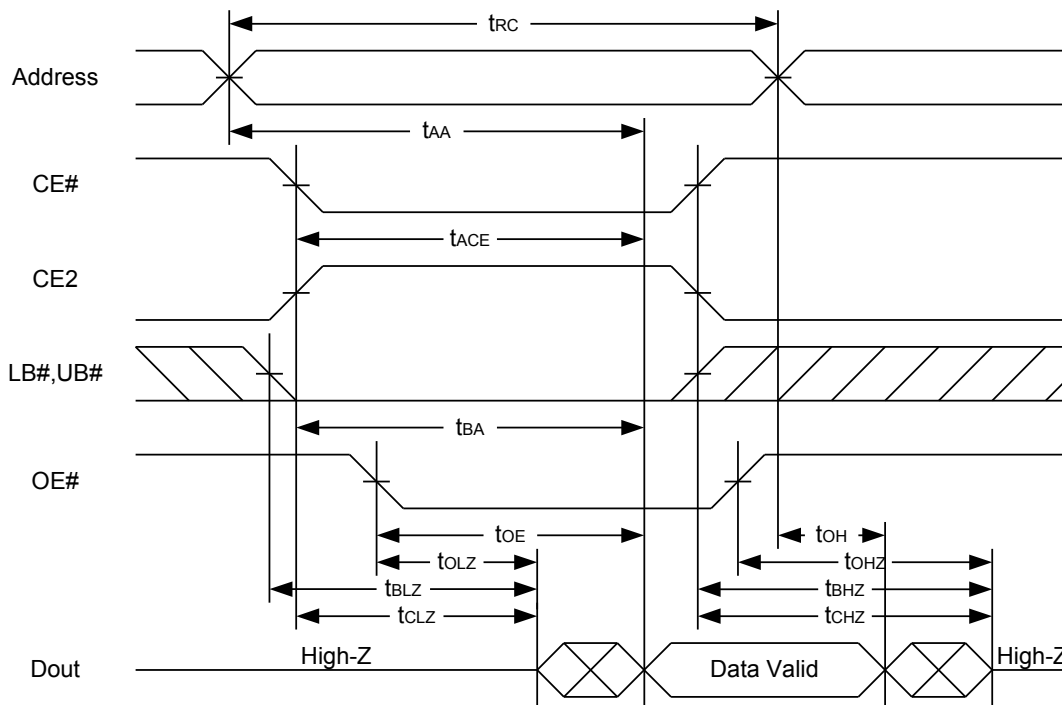 tRC
Address
tAA
CE#
tACE
CE2
LB#,UB#
tBA
OE#
tOE
tOH
tOLZ
tOHZ
tBLZ
tBHZ
tCLZ
tCHZ
High-Z
Dout
Data Valid
High-Z